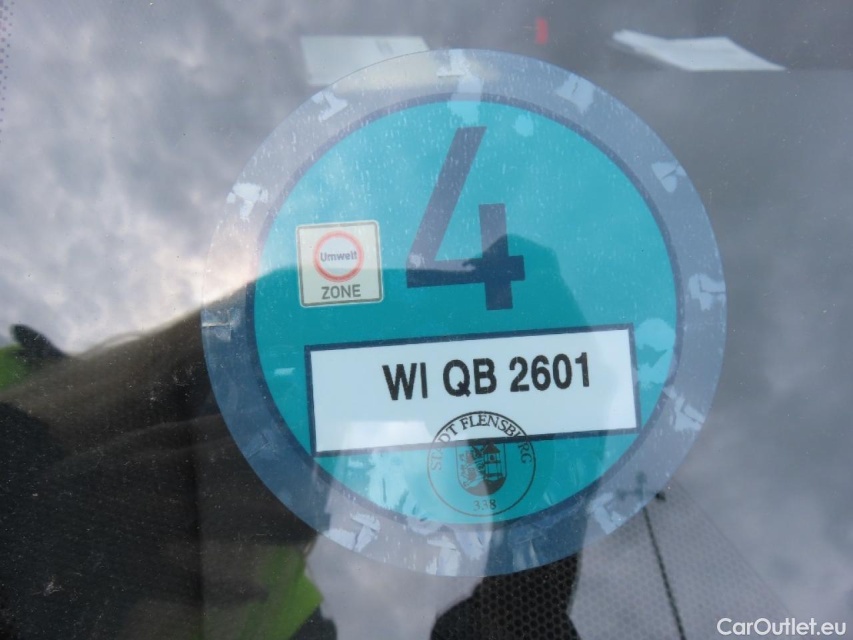 4
Umwelt
ZONE
WI QB 2601
STADT FLENSBURG
338
CarOutlet.eu